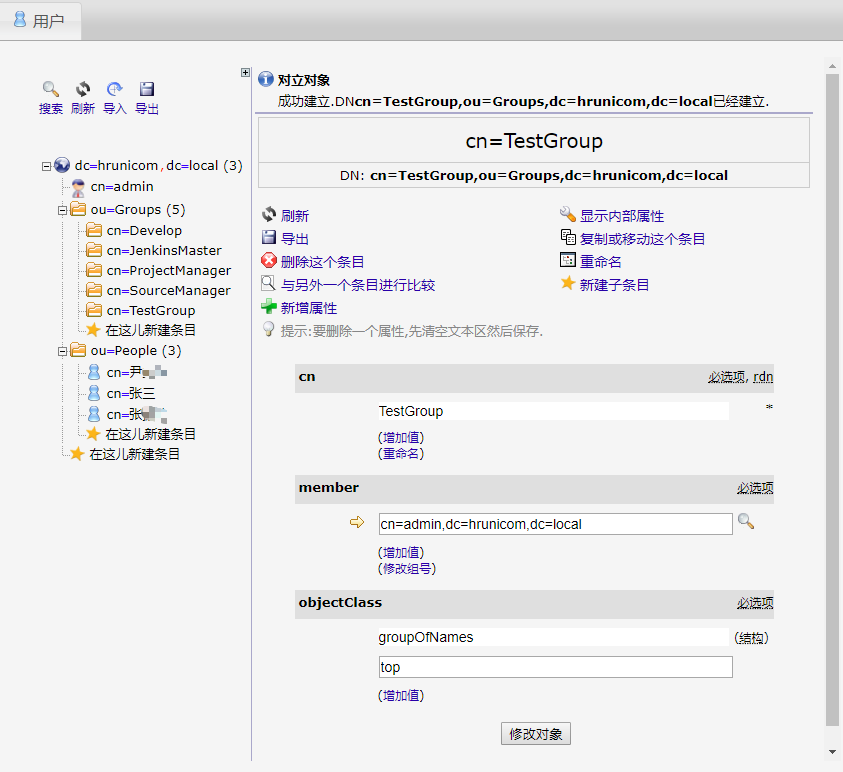 用户
搜索 刷新 导入 导出
dc=hrunicom,dc=local (3)
cn=admin
ou=Groups (5)
cn=Develop
cn=JenkinsMaster
cn=ProjectManager
cn=SourceManager
cn=TestGroup
在这儿新建条目
ou=People (3)
cn=尹
cn=张三
cn=张
在这儿新建条目
在这儿新建条目
对立对象
成功建立.DNcn=TestGroup,ou=Groups,dc=hrunicom,dc=local已经建立.
cn=TestGroup
DN: cn=TestGroup,ou=Groups,dc=hrunicom,dc=local
刷新 显示内部属性
导出 复制或移动这个条目
删除这个条目 重命名
与另外一个条目进行比较 新建子条目
新增属性
提示:要删除一个属性,先清空文本区然后保存.
cn 必选项, rdn
TestGroup *
(增加值)
(重命名)
member 必选项
cn=admin,dc=hrunicom,dc=local
(增加值)
(修改组号)
objectClass 必选项
groupOfNames (结构)
top
(增加值)
修改对象